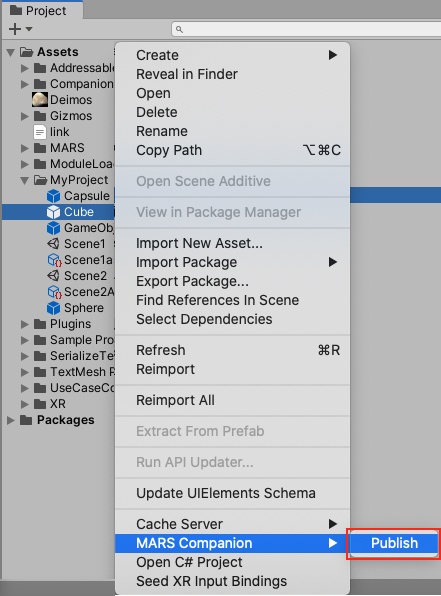 Project
Assets
Addressabl
Companion
Deimos
Gizmos
link
MARS
ModuleLoa
MyProject
Capsule
Cube
GameObj
Scene1
Scene1a
Scene2
Scene2A
Sphere
Plugins
Sample Pro
SerializeTe
TextMesh P
UseCaseCo
XR
Packages
Create
Reveal in Finder
Open
Delete
Rename
Copy Path ⌥⌘C
Open Scene Additive
View in Package Manager
Import New Asset...
Import Package
Export Package...
Find References In Scene
Select Dependencies
Refresh ⌘R
Reimport
Reimport All
Extract From Prefab
Run API Updater...
Update UIElements Schema
Cache Server
MARS Companion
Open C# Project
Seed XR Input Bindings
Publish